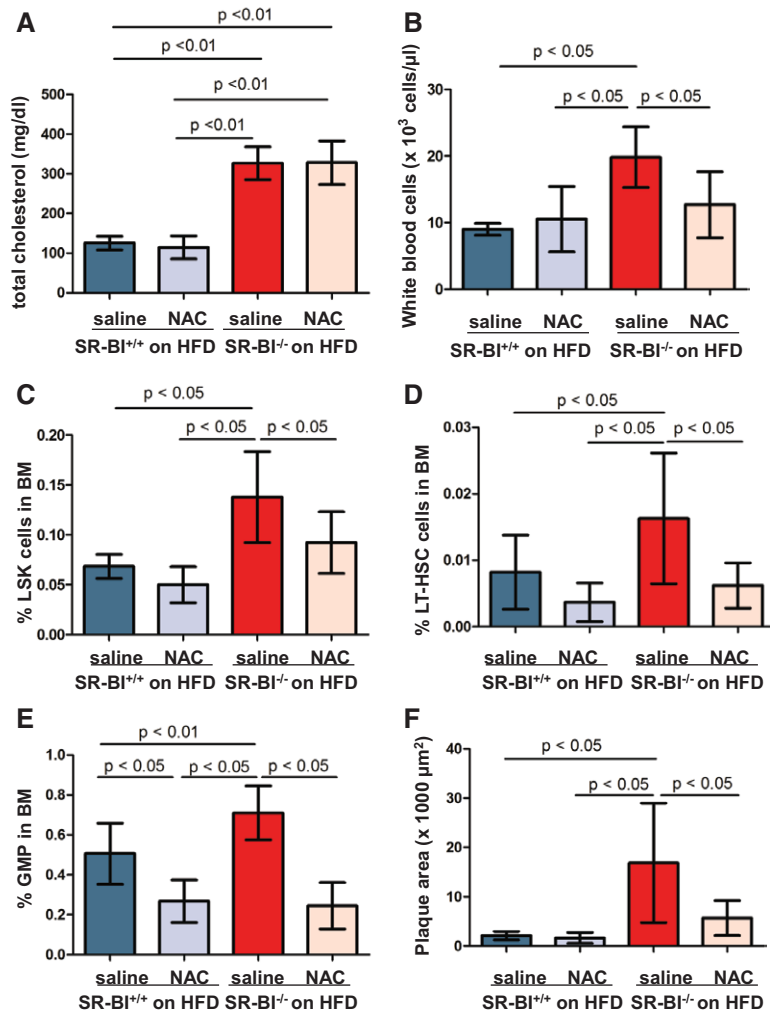 A
p <0.01
p <0.01
p <0.01
p <0.01
total cholesterol (mg/dl)
500
400
300
200
100
0
saline NAC saline NAC
SR-BI+/+ on HFD SR-BI-/- on HFD
B
p < 0.05
p < 0.05 p < 0.05
White blood cells (x 10³ cells/µl)
30
20
10
0
saline NAC saline NAC
SR-BI+/+ on HFD SR-BI-/- on HFD
C
p < 0.05
p < 0.05 p < 0.05
% LSK cells in BM
0.20
0.15
0.10
0.05
0.00
saline NAC saline NAC
SR-BI+/+ on HFD SR-BI-/- on HFD
D
p < 0.05
p < 0.05 p < 0.05
% LT-HSC cells in BM
0.03
0.02
0.01
0.00
saline NAC saline NAC
SR-BI+/+ on HFD SR-BI-/- on HFD
E
p < 0.01
p < 0.05 p < 0.05 p < 0.05
% GMP in BM
1.0
0.8
0.6
0.4
0.2
0.0
saline NAC saline NAC
SR-BI+/+ on HFD SR-BI-/- on HFD
F
p < 0.05
p < 0.05 p < 0.05
Plaque area (x 1000 µm²)
40
30
20
10
0
saline NAC saline NAC
SR-BI+/+ on HFD SR-BI-/- on HFD